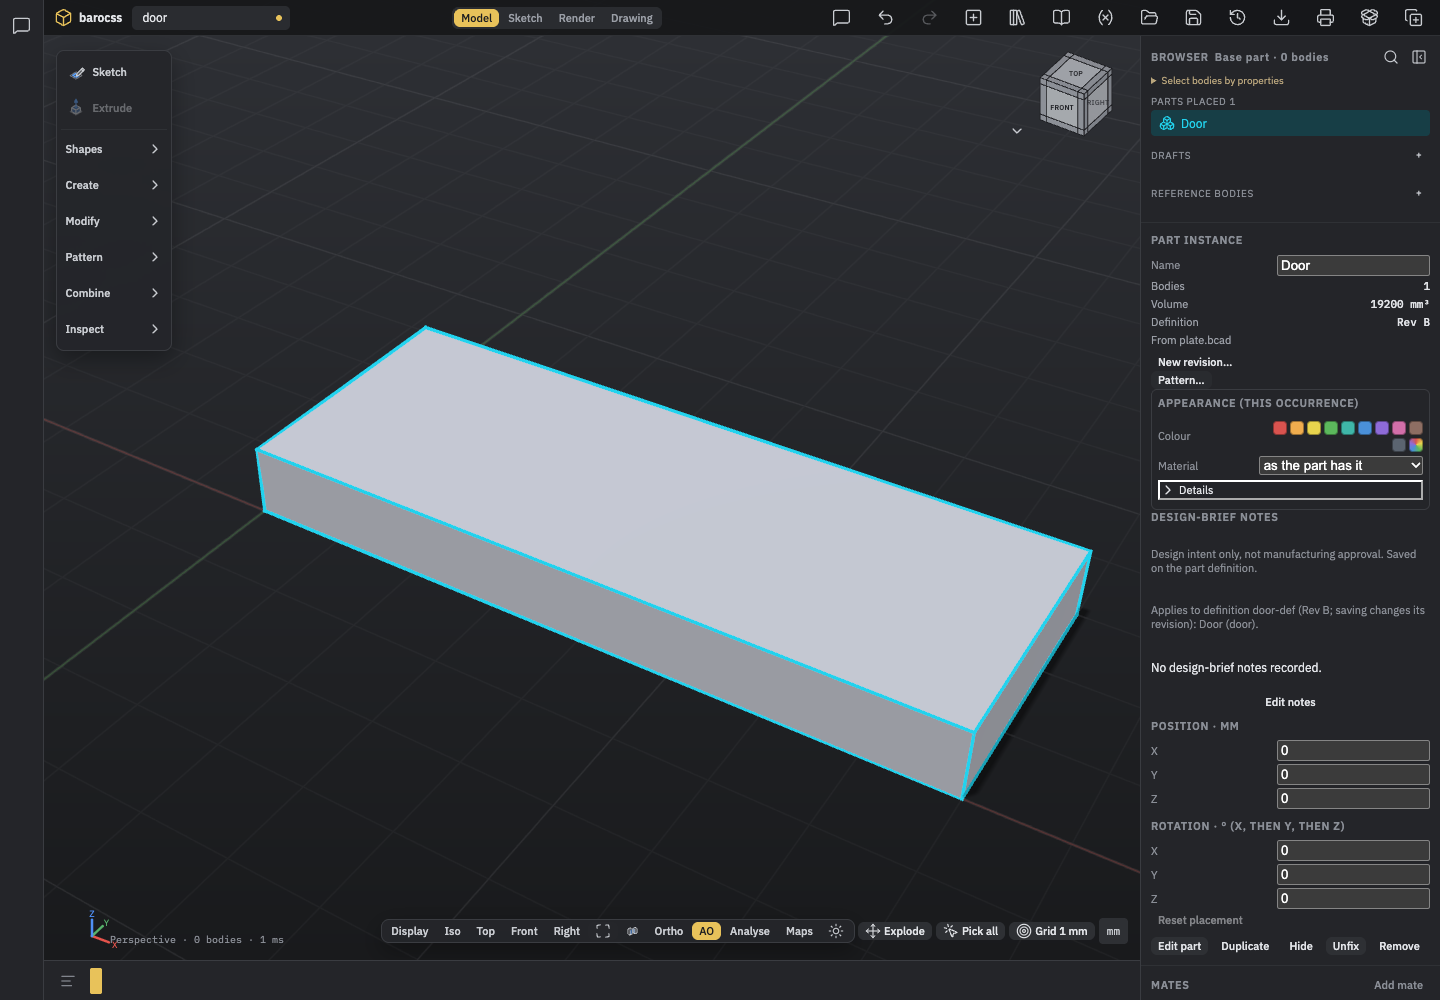 barocss
door
Model
Sketch
Render
Drawing
Sketch
Extrude
Shapes
Create
Modify
Pattern
Combine
Inspect
TOP
FRONT
RIGHT
BROWSER Base part · 0 bodies
Select bodies by properties
PARTS PLACED 1
Door
DRAFTS +
REFERENCE BODIES +
PART INSTANCE
Name Door
Bodies 1
Volume 19200 mm³
Definition Rev B
From plate.bcad
New revision...
Pattern...
APPEARANCE (THIS OCCURRENCE)
Colour
Material as the part has it
Details
DESIGN-BRIEF NOTES
Design intent only, not manufacturing approval. Saved
on the part definition.
Applies to definition door-def (Rev B; saving changes its
revision): Door (door).
No design-brief notes recorded.
Edit notes
POSITION · MM
X 0
Y 0
Z 0
ROTATION · ° (X, THEN Y, THEN Z)
X 0
Y 0
Z 0
Reset placement
Edit part Duplicate Hide Unfix Remove
MATES Add mate
Z
Y
X
Perspective · 0 bodies · 1 ms
Display Iso Top Front Right Ortho AO Analyse Maps Explode Pick all Grid 1 mm mm